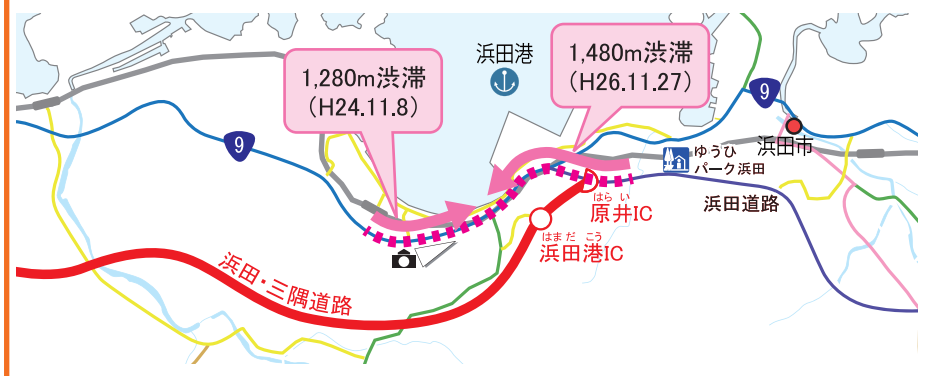 1,280m渋滞
(H24.11.8)
浜田港
1,480m渋滞
(H26.11.27)
9
9
浜田市
ゆうひ
パーク浜田
浜田道路
はらい
原井IC
はまだこう
浜田港IC
浜田・三隅道路